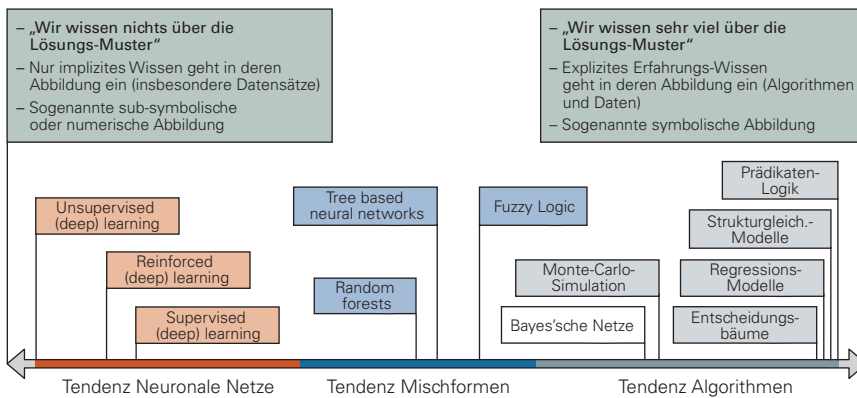 – „Wir wissen nichts über die
Lösungs-Muster“
– Nur implizites Wissen geht in deren
Abbildung ein (insbesondere Datensätze)
– Sogenannte sub-symbolische
oder numerische Abbildung
– „Wir wissen sehr viel über die
Lösungs-Muster“
– Explizites Erfahrungs-Wissen
geht in deren Abbildung ein (Algorithmen
und Daten)
– Sogenannte symbolische Abbildung
Unsupervised
(deep) learning
Reinforced
(deep) learning
Supervised
(deep) learning
Tree based
neural networks
Random
forests
Fuzzy Logic
Monte-Carlo-
Simulation
Bayes’sche Netze
Prädikaten-
Logik
Strukturgleich.-
Modelle
Regressions-
Modelle
Entscheidungs-
bäume
Tendenz Neuronale Netze
Tendenz Mischformen
Tendenz Algorithmen